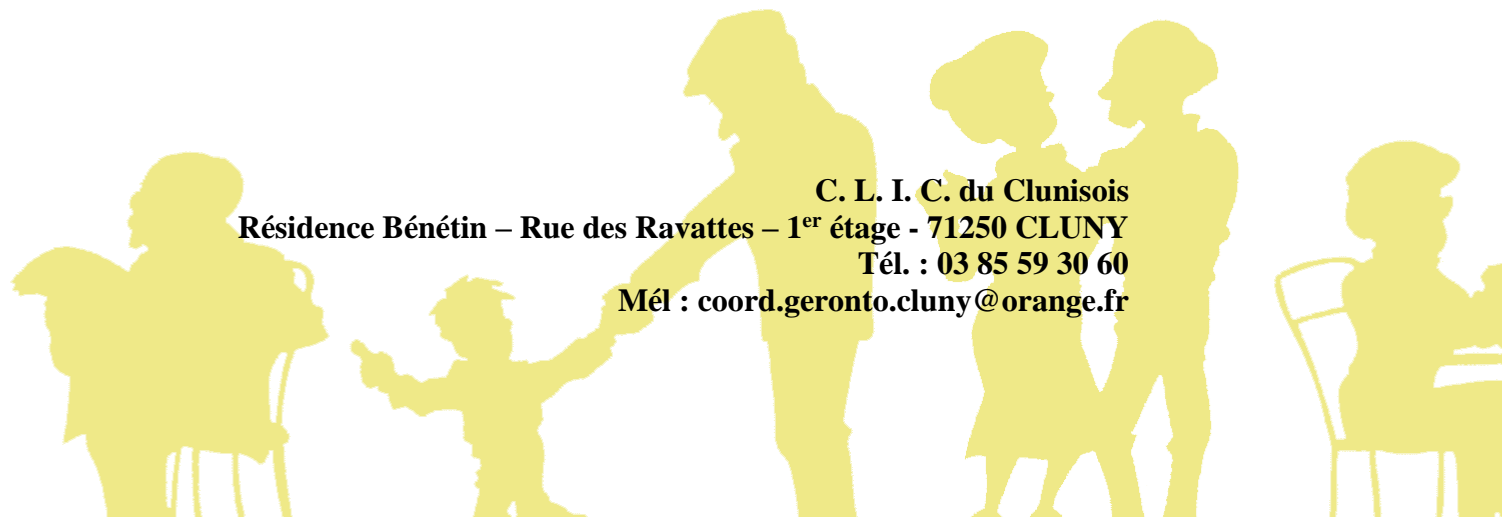 C. L. I. C. du Clunisois
Résidence Bénétin – Rue des Ravattes – 1er étage - 71250 CLUNY
Tél. : 03 85 59 30 60
Mél : coord.geronto.cluny@orange.fr